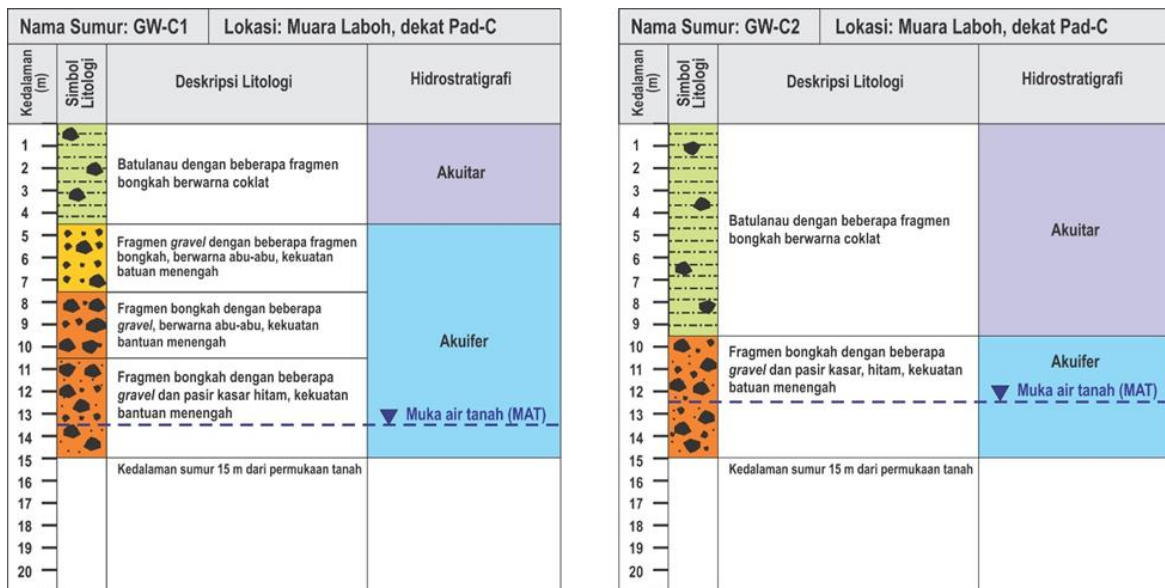 Nama Sumur: GW-C1
Lokasi: Muara Laboh, dekat Pad-C
Kedalaman
(m)
Simbol
Litologi
Deskripsi Litologi
Hidrostratigrafi
1
2
3
4
5
6
7
8
9
10
11
12
13
14
15
16
17
18
19
20
Batulanau dengan beberapa fragmen
bongkah berwarna coklat
Fragmen gravel dengan beberapa fragmen
bongkah, berwarna abu-abu, kekuatan
batuan menengah
Fragmen bongkah dengan beberapa
gravel, berwarna abu-abu, kekuatan
bantuan menengah
Fragmen bongkah dengan beberapa
gravel dan pasir kasar hitam, kekuatan
bantuan menengah
Kedalaman sumur 15 m dari permukaan tanah
Akuitar
Akuifer
Muka air tanah (MAT)
Nama Sumur: GW-C2
Lokasi: Muara Laboh, dekat Pad-C
Kedalaman
(m)
Simbol
Litologi
Deskripsi Litologi
Hidrostratigrafi
1
2
3
4
5
6
7
8
9
10
11
12
13
14
15
16
17
18
19
20
Batulanau dengan beberapa fragmen
bongkah berwarna coklat
Fragmen bongkah dengan beberapa
gravel dan pasir kasar, hitam, kekuatan
batuan menengah
Kedalaman sumur 15 m dari permukaan tanah
Akuitar
Akuifer
Muka air tanah (MAT)